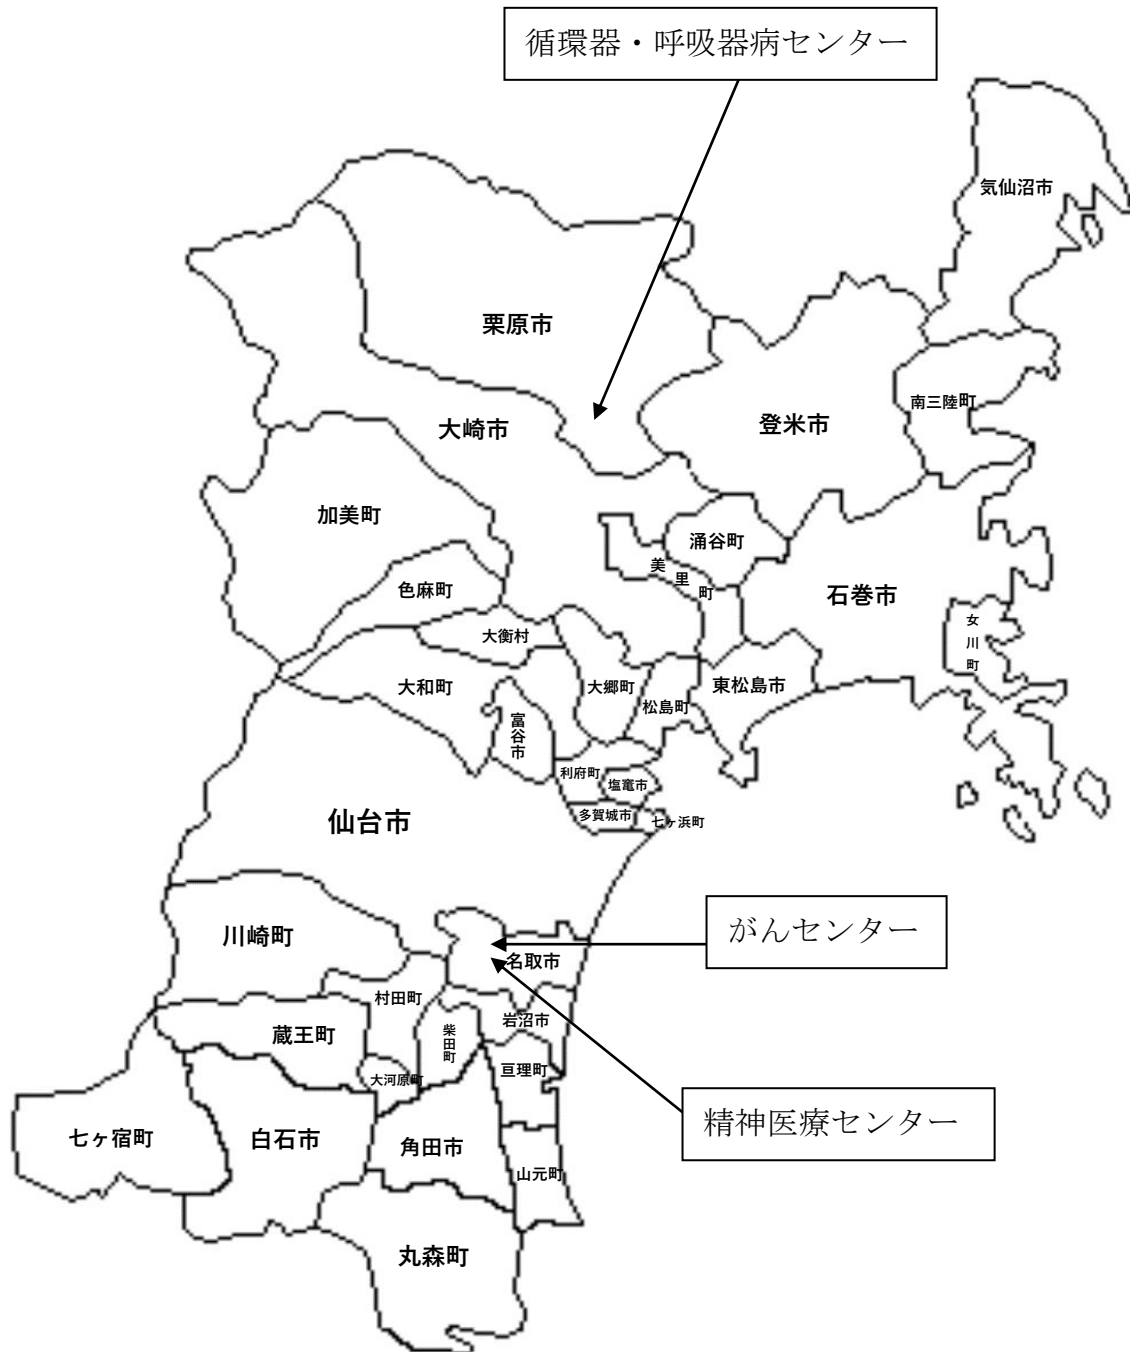 循環器・呼吸器病センター
気仙沼市
栗原市
南三陸町
登米市
大崎市
加美町
涌谷町
美里町
色麻町
石巻市
女川町
大衡村
大和町
大郷町
東松島市
松島町
富谷市
利府町
塩竈市
多賀城市
七ヶ浜町
仙台市
がんセンター
川崎町
名取市
村田町
岩沼市
蔵王町
柴田町
亘理町
大河原町
精神医療センター
七ヶ宿町
白石市
角田市
山元町
丸森町